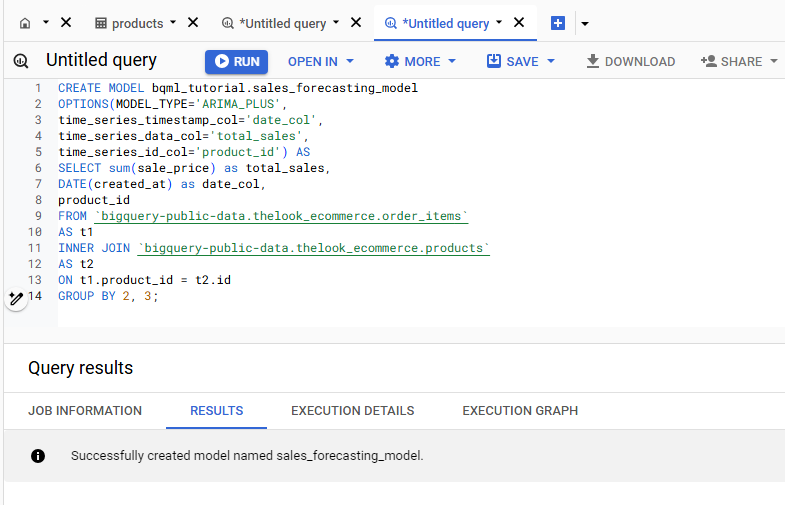 products *Untitled query *Untitled query
Untitled query RUN OPEN IN MORE SAVE DOWNLOAD SHARE
1 CREATE MODEL bqml_tutorial.sales_forecasting_model
2 OPTIONS(MODEL_TYPE='ARIMA_PLUS',
3 time_series_timestamp_col='date_col',
4 time_series_data_col='total_sales',
5 time_series_id_col='product_id') AS
6 SELECT sum(sale_price) as total_sales,
7 DATE(created_at) as date_col,
8 product_id
9 FROM `bigquery-public-data.thelook_ecommerce.order_items`
10 AS t1
11 INNER JOIN `bigquery-public-data.thelook_ecommerce.products`
12 AS t2
13 ON t1.product_id = t2.id
14 GROUP BY 2, 3;
Query results
JOB INFORMATION RESULTS EXECUTION DETAILS EXECUTION GRAPH
Successfully created model named sales_forecasting_model.